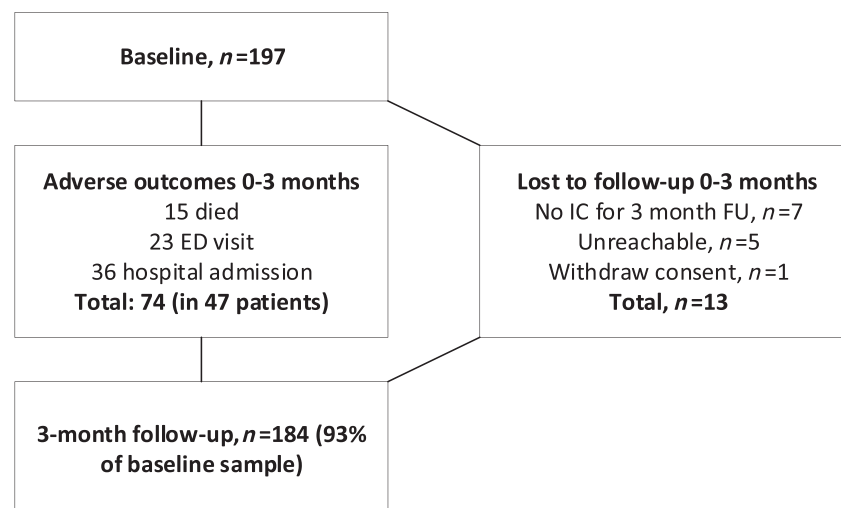 Baseline, n=197
Adverse outcomes 0-3 months
15 died
23 ED visit
36 hospital admission
Total: 74 (in 47 patients)
Lost to follow-up 0-3 months
No IC for 3 month FU, n=7
Unreachable, n=5
Withdraw consent, n=1
Total, n=13
3-month follow-up, n=184 (93%
of baseline sample)